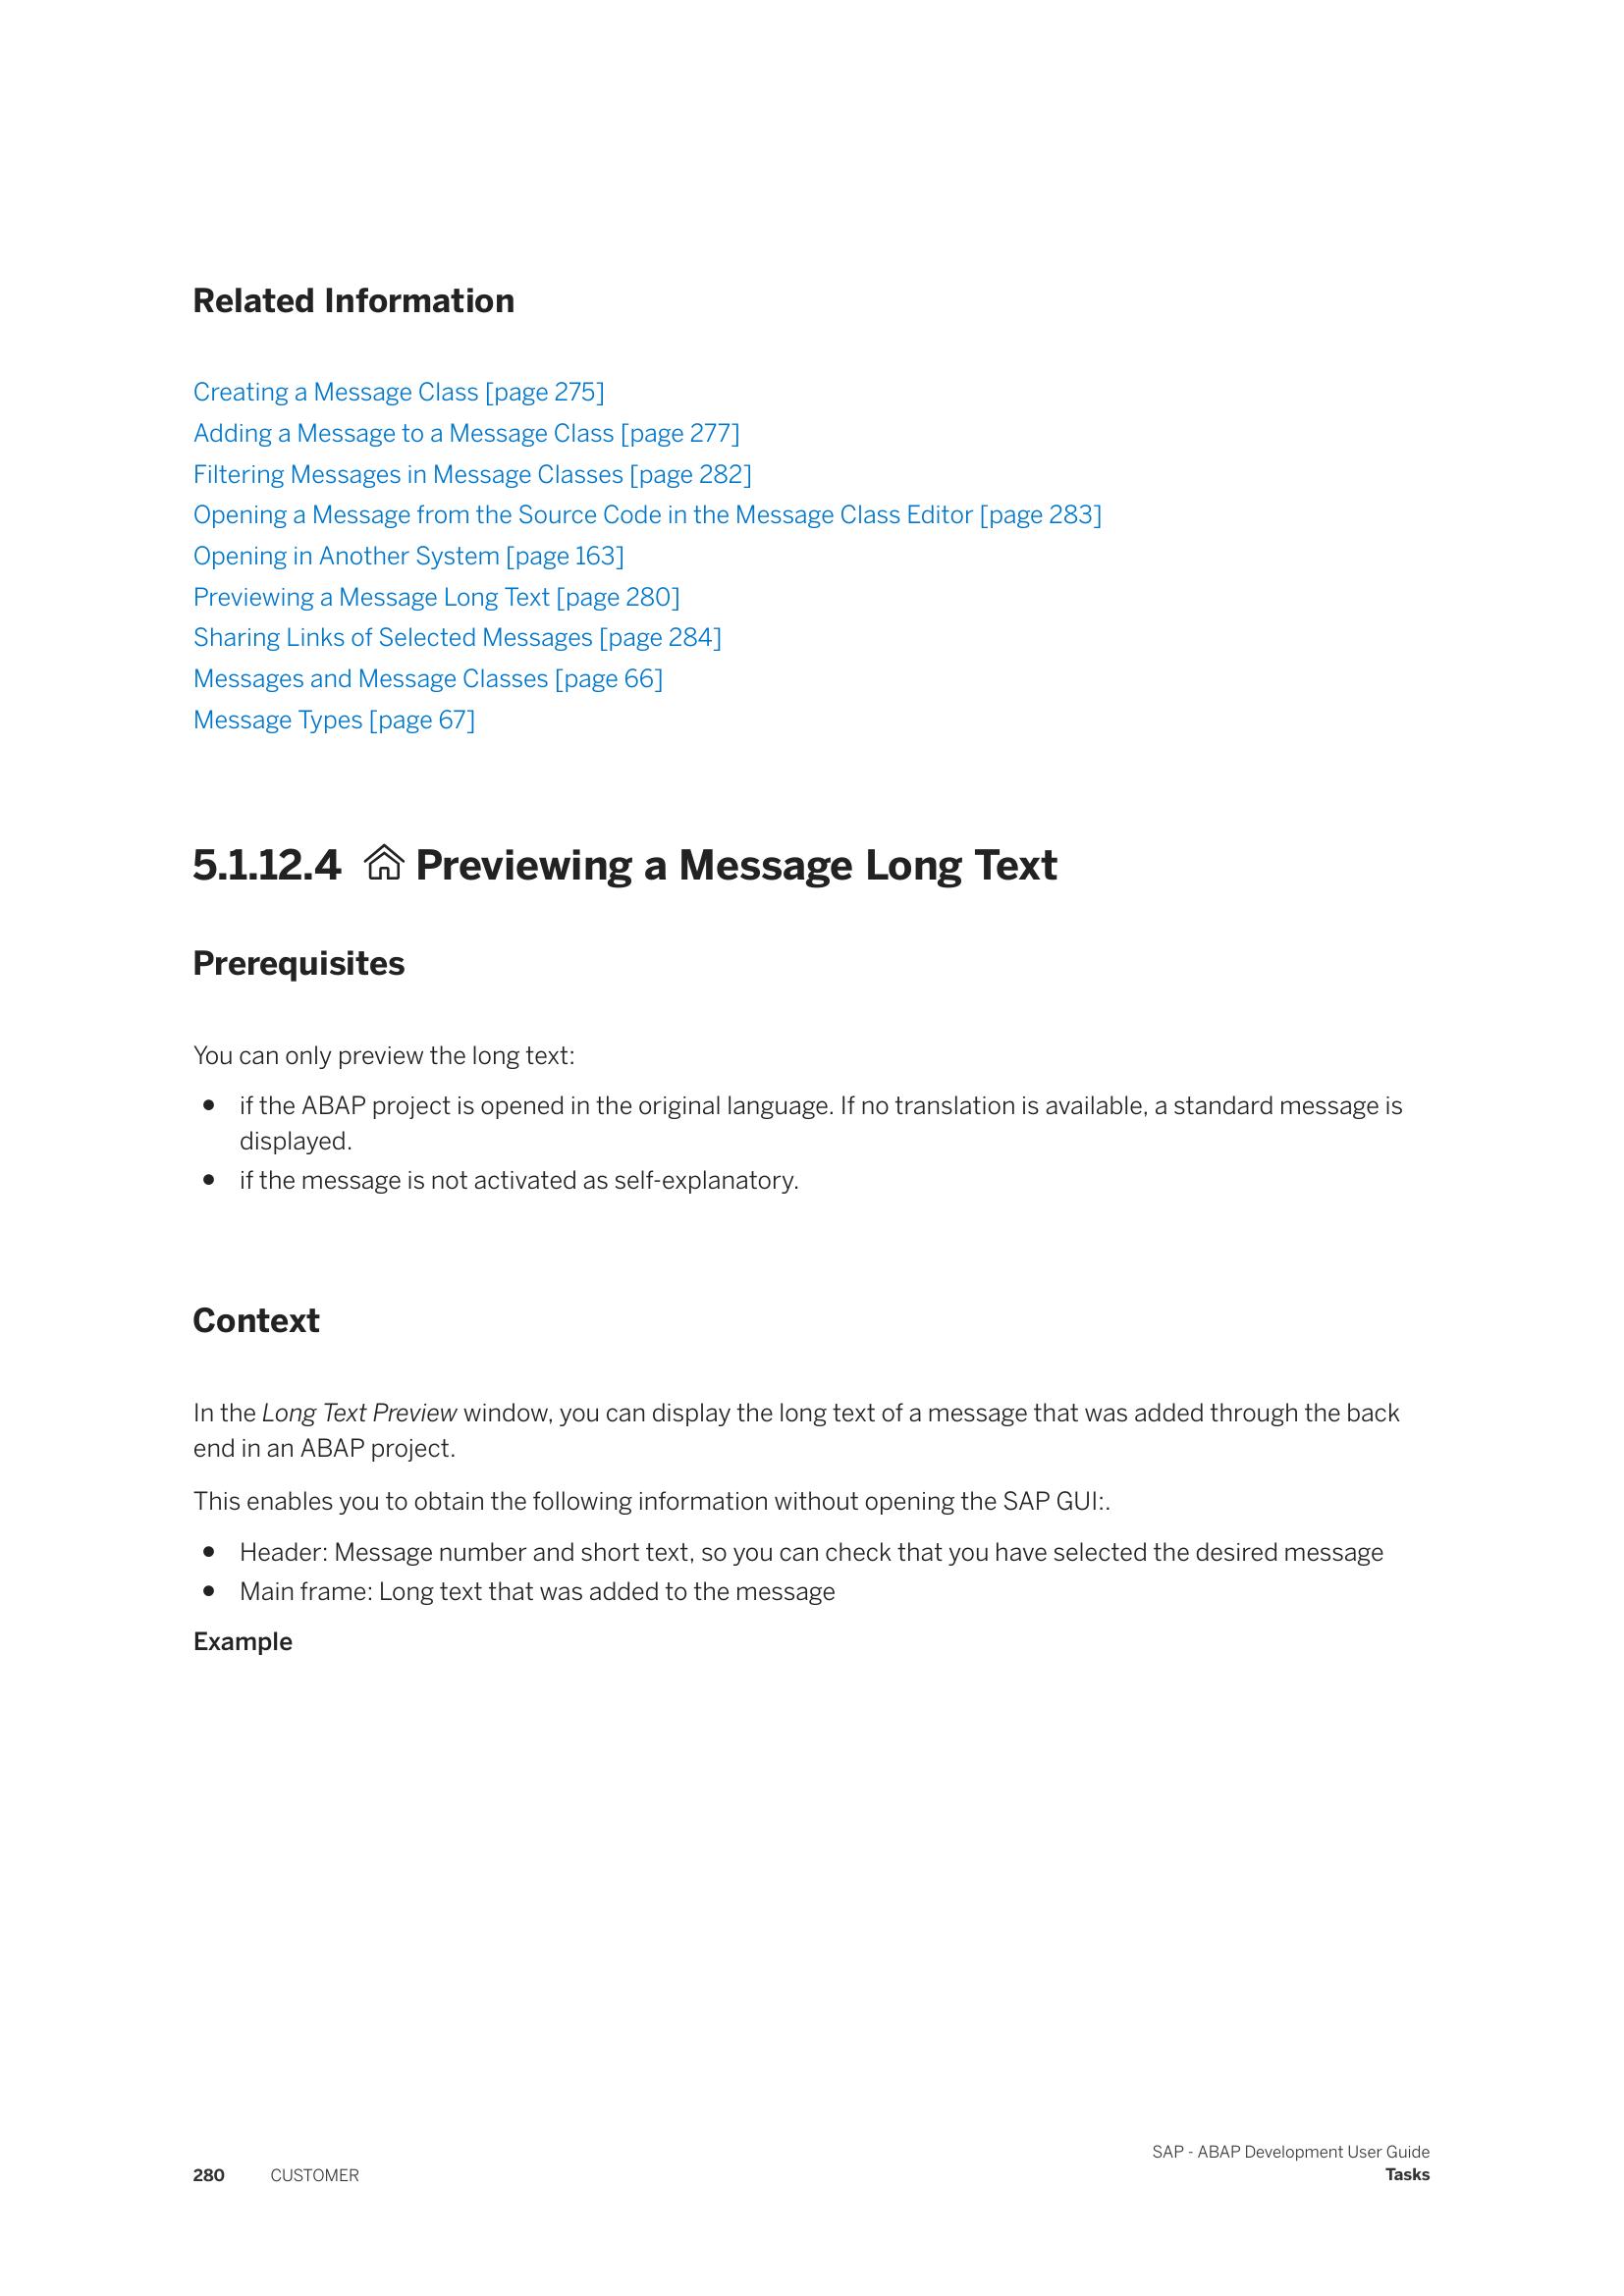 Related Information
Creating a Message Class [page 275]
Adding a Message to a Message Class [page 277]
Filtering Messages in Message Classes [page 282]
Opening a Message from the Source Code in the Message Class Editor [page 283]
Opening in Another System [page 163]
Previewing a Message Long Text [page 280]
Sharing Links of Selected Messages [page 284]
Messages and Message Classes [page 66]
Message Types [page 67]
5.1.12.4 Previewing a Message Long Text
Prerequisites
You can only preview the long text:
● if the ABAP project is opened in the original language. If no translation is available, a standard message is
displayed.
● if the message is not activated as self-explanatory.
Context
In the Long Text Preview window, you can display the long text of a message that was added through the back
end in an ABAP project.
This enables you to obtain the following information without opening the SAP GUI:.
● Header: Message number and short text, so you can check that you have selected the desired message
● Main frame: Long text that was added to the message
Example
SAP - ABAP Development User Guide
280 CUSTOMER Tasks